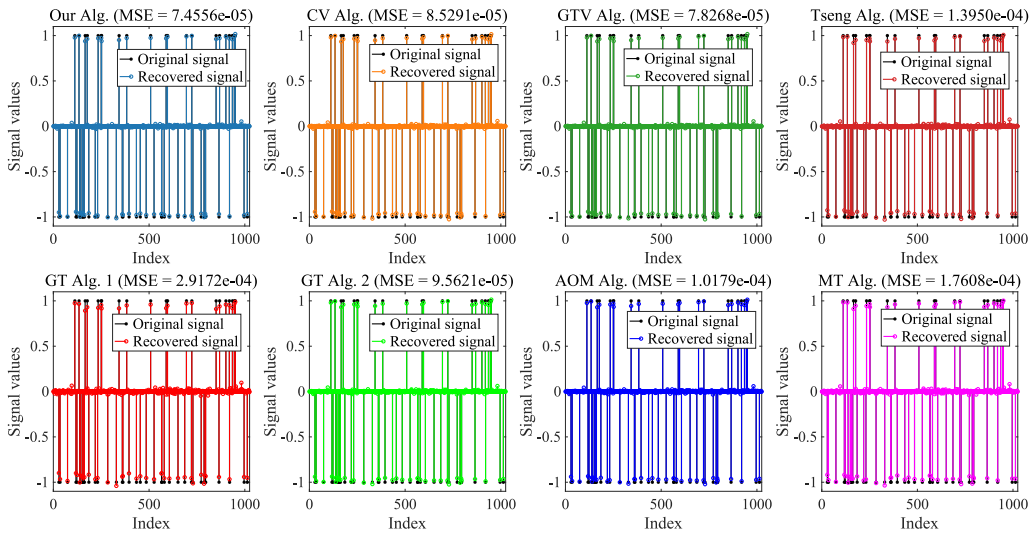 Our Alg. (MSE = 7.4556e-05)
1
0.5
0
-0.5
-1
Signal values
Original signal
Recovered signal
0 500 1000
Index
CV Alg. (MSE = 8.5291e-05)
1
0.5
0
-0.5
-1
Signal values
Original signal
Recovered signal
0 500 1000
Index
GTV Alg. (MSE = 7.8268e-05)
1
0.5
0
-0.5
-1
Signal values
Original signal
Recovered signal
0 500 1000
Index
Tseng Alg. (MSE = 1.3950e-04)
1
0.5
0
-0.5
-1
Signal values
Original signal
Recovered signal
0 500 1000
Index
GT Alg. 1 (MSE = 2.9172e-04)
1
0.5
0
-0.5
-1
Signal values
Original signal
Recovered signal
0 500 1000
Index
GT Alg. 2 (MSE = 9.5621e-05)
1
0.5
0
-0.5
-1
Signal values
Original signal
Recovered signal
0 500 1000
Index
AOM Alg. (MSE = 1.0179e-04)
1
0.5
0
-0.5
-1
Signal values
Original signal
Recovered signal
0 500 1000
Index
MT Alg. (MSE = 1.7608e-04)
1
0.5
0
-0.5
-1
Signal values
Original signal
Recovered signal
0 500 1000
Index